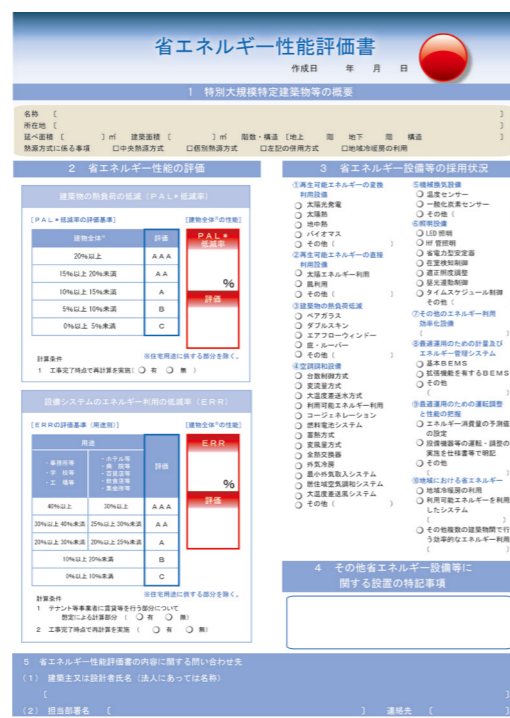 省エネルギー性能評価書
作成日　年　月　日
1　特別大規模特定建築物等の概要
名称　〔　〕
所在地〔　〕
延べ面積〔　〕㎡　建築面積〔　〕㎡　階数・構造〔地上　階　地下　階　構造　〕
熱源方式に係る事項　□中央熱源方式　□個別熱源方式　□左記の併用方式　□地域冷暖房の利用
2　省エネルギー性能の評価
建築物の熱負荷の低減（PAL*低減率）
[PAL*低減率の評価基準]　[建物全体※の性能]
建物全体※　評価
20%以上　AAA
15%以上 20%未満　AA
10%以上 15%未満　A
5%以上 10%未満　B
0%以上 5%未満　C
PAL*
低減率
%
評価
計算条件　※住宅用途に供する部分を除く。
1　工事完了時点で再計算を実施（ ○ 有　○ 無 ）
設備システムのエネルギー利用の低減率（ERR）
[ERRの評価基準〔用途別〕]　[建物全体※の性能]
用途　評価
・事務所等
・学　校等
・工　場等
・ホテル等
・病　院等
・百貨店等
・飲食店等
・集会所等
40%以上　30%以上　AAA
30%以上 40%未満　25%以上 30%未満　AA
20%以上 30%未満　20%以上 25%未満　A
10%以上 20%未満　B
0%以上 10%未満　C
ERR
%
評価
計算条件　※住宅用途に供する部分を除く。
1　テナント等事業者に賃貸等を行う部分について
想定による計算部分　（ ○ 有　○ 無）
2　工事完了時点で再計算を実施　（ ○ 有　○ 無）
3　省エネルギー設備等の採用状況
①再生可能エネルギーの変換
利用設備
○ 太陽光発電
○ 太陽熱
○ 地中熱
○ バイオマス
○ その他〔　〕
②再生可能エネルギーの直接
利用設備
○ 太陽エネルギー利用
○ 風利用
○ その他〔　〕
③建築物の熱負荷の低減
○ ペアガラス
○ ダブルスキン
○ エアフローウィンドー
○ 庇・ルーバー
○ その他〔　〕
④空調調和設備
○ 台数制御方式
○ 変流量方式
○ 大温度差送水方式
○ 利用可能エネルギー利用
○ コージェネレーション
○ 燃料電池システム
○ 蓄熱方式
○ 変風量方式
○ 全熱交換器
○ 外気冷房
○ 最小外気取入システム
○ 居住域空気調和システム
○ 大温度差送風システム
○ その他〔　〕
⑤機械換気設備
○ 温度センサー
○ 一酸化炭素センサー
○ その他〔　〕
⑥照明設備
○ LED照明
○ Hf管照明
○ 省電力型安定器
○ 在室検知制御
○ 適正照度調整
○ 昼光連動制御
○ タイムスケジュール制御
その他〔
⑦その他のエネルギー利用
効率化設備
〔　〕
⑧最適運用のための計量及び
エネルギー管理システム
○ 基本BEMS
○ 拡張機能を有するBEMS
○ その他
〔　〕
⑨最適運用のための運転調整
と性能の把握
○ エネルギー消費量の予測値
の設定
○ 設備機器等の運転・調整の
実施を仕様書等で明記
○ その他
〔　〕
⑩地域における省エネルギー
○ 地域冷暖房の利用
○ 利用可能エネルギーを利用
したシステム
〔　〕
○ その他複数の建築物間で行
う効率的なエネルギー利用
〔　〕
4　その他省エネルギー設備等に
関する設置の特記事項
5　省エネルギー性能評価書の内容に関する問い合わせ先
（1）　建築主又は設計者氏名（法人にあっては名称）
〔　〕
（2）　担当部署名　〔　〕　連絡先　〔　〕